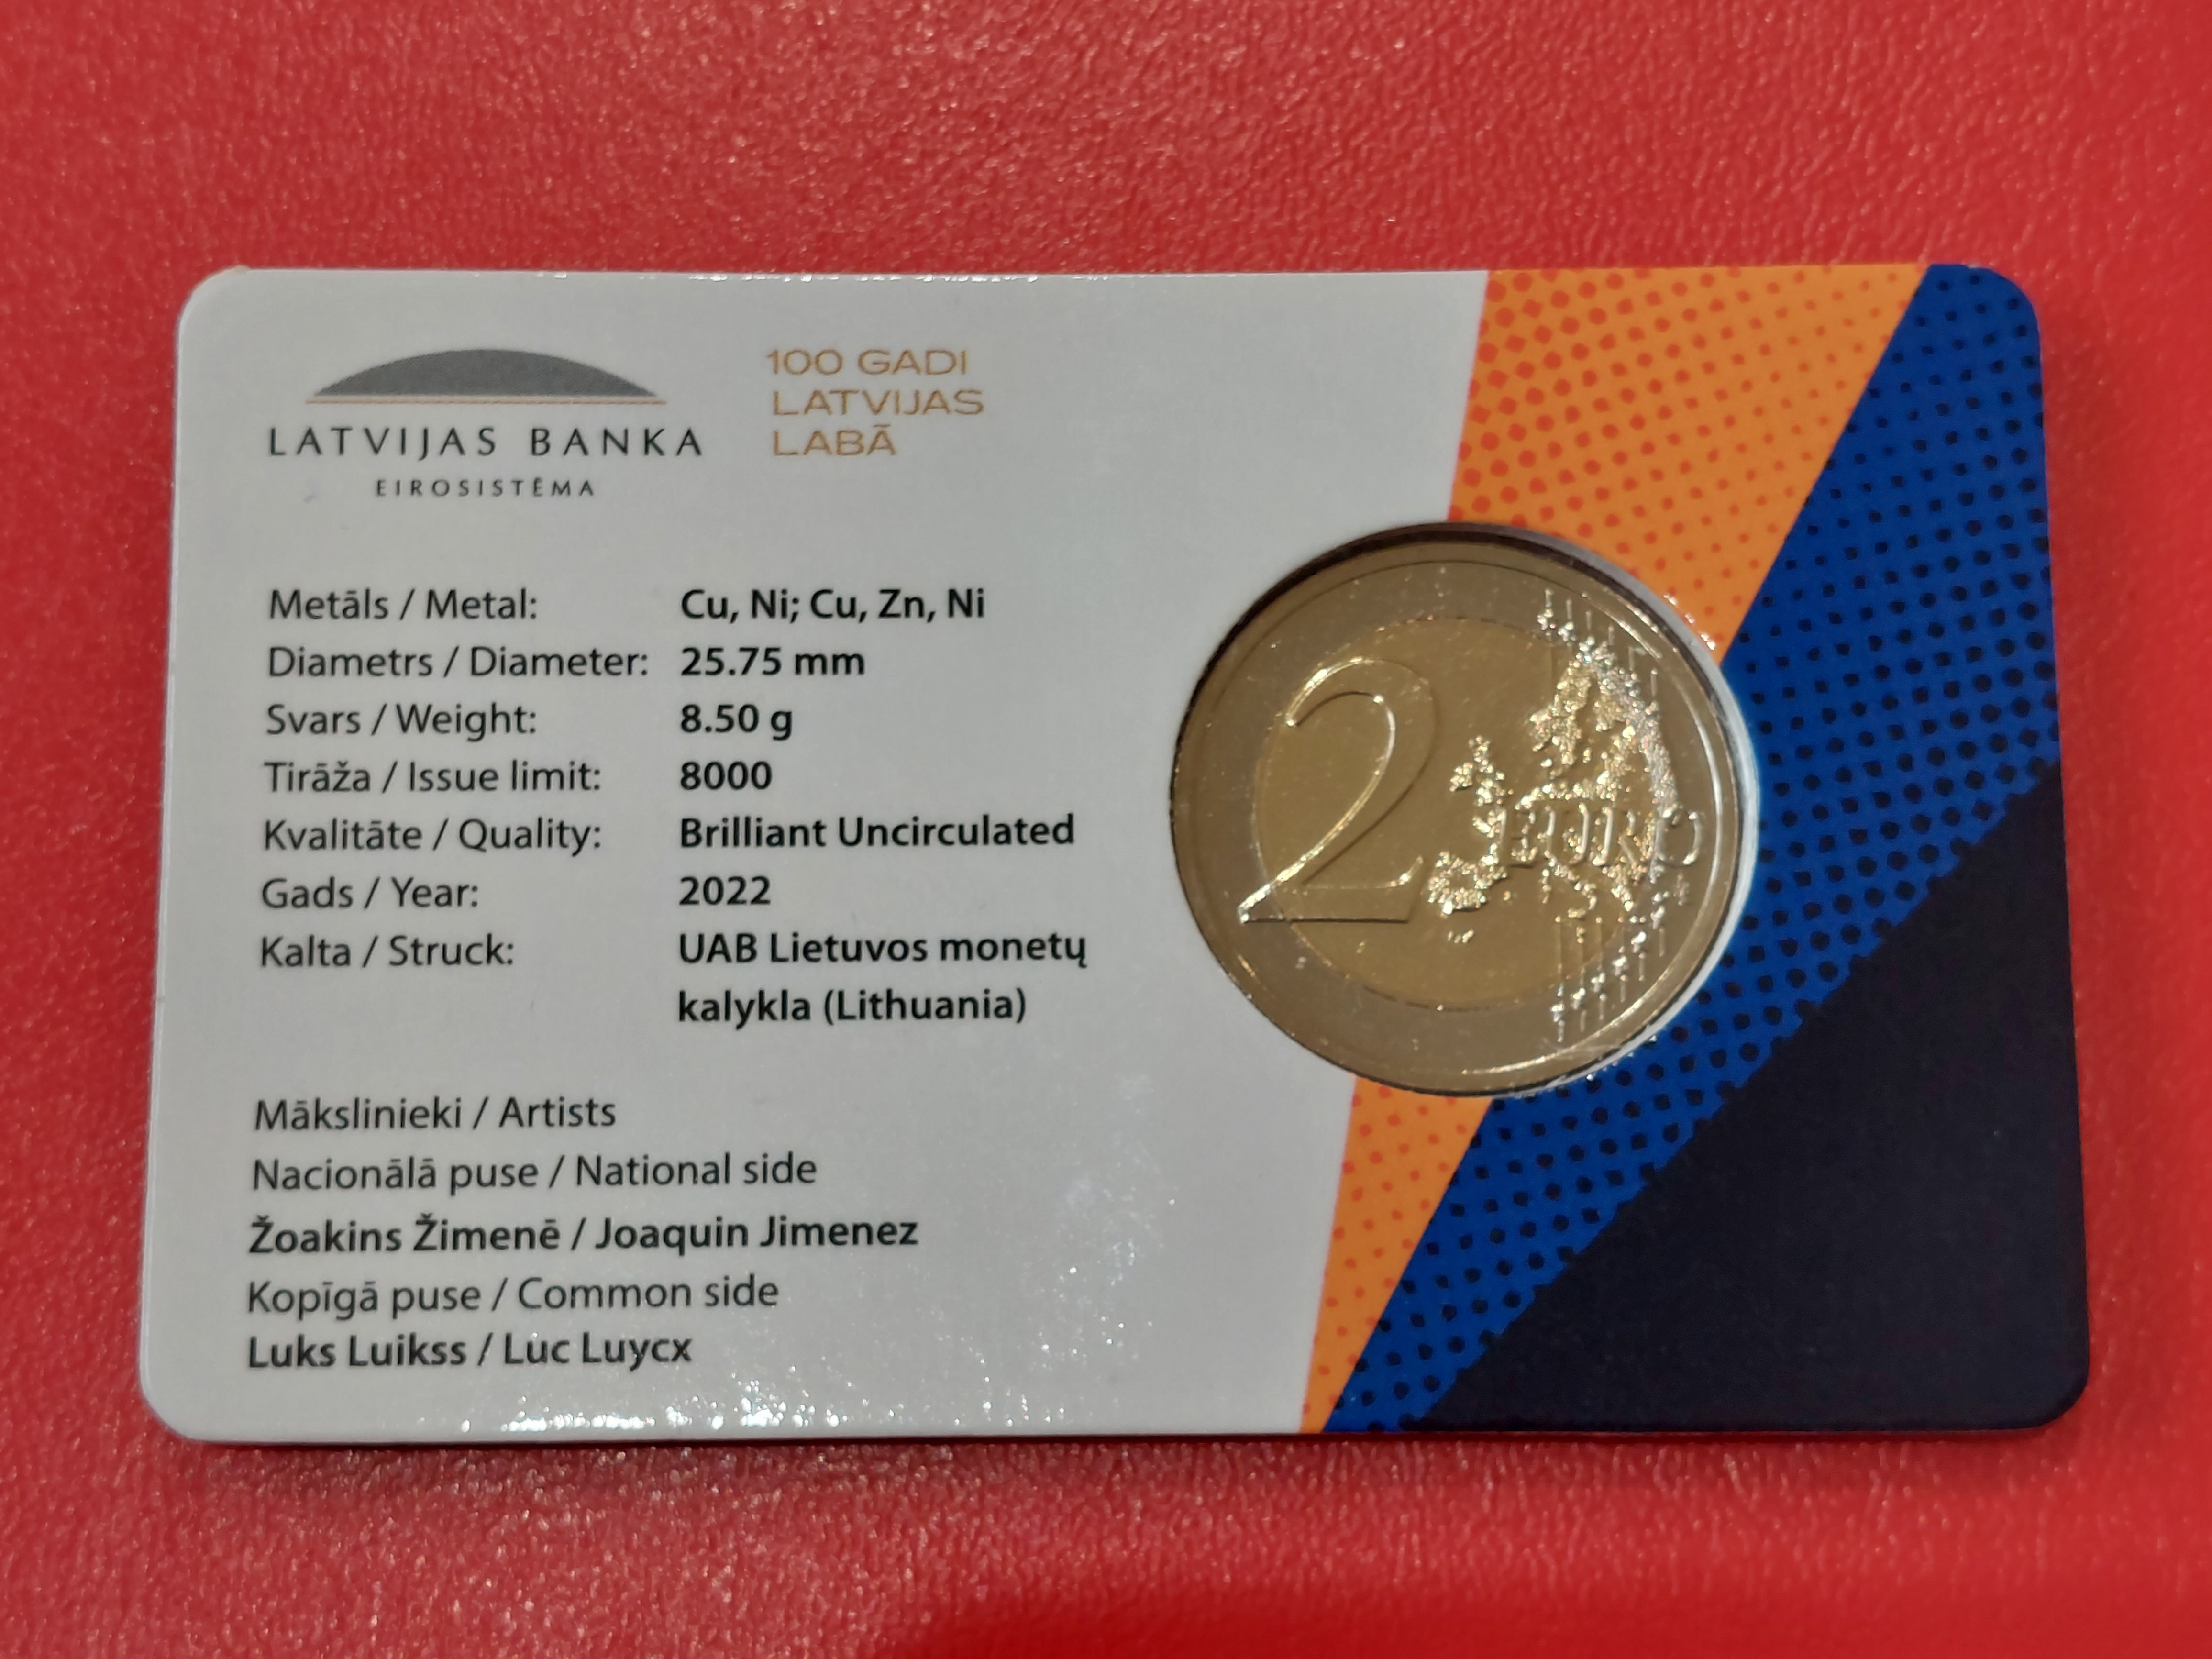 LATVIJAS BANKA
EIROSISTĒMA
100 GADI
LATVIJAS
LABĀ
Metāls / Metal: Cu, Ni; Cu, Zn, Ni
Diametrs / Diameter: 25.75 mm
Svars / Weight: 8.50 g
Tirāža / Issue limit: 8000
Kvalitāte / Quality: Brilliant Uncirculated
Gads / Year: 2022
Kalta / Struck: UAB Lietuvos monetų
kalykla (Lithuania)
Mākslinieki / Artists
Nacionālā puse / National side
Žoakins Žimenē / Joaquin Jimenez
Kopīgā puse / Common side
Luks Luikss / Luc Luycx
2 EURO